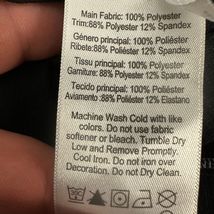 Main Fabric: 100% Polyester
Trim:88% Polyester 12% Spandex
Género principal: 100% Poliéster
Ribete:88% Poliéster 12% Spandex
Tissu principal: 100% Polyester
Garniture: 88% Polyester 12% Spandex
Tecido principal: 100% Poliéster
Aviamento :88% Poliéster 12% Elastano
Machine Wash Cold with like
colors. Do not use fabric
softener or bleach. Tumble Dry
Low and Remove Promptly.
Cool Iron. Do not iron over
Decoration. Do Not Dry Clean.